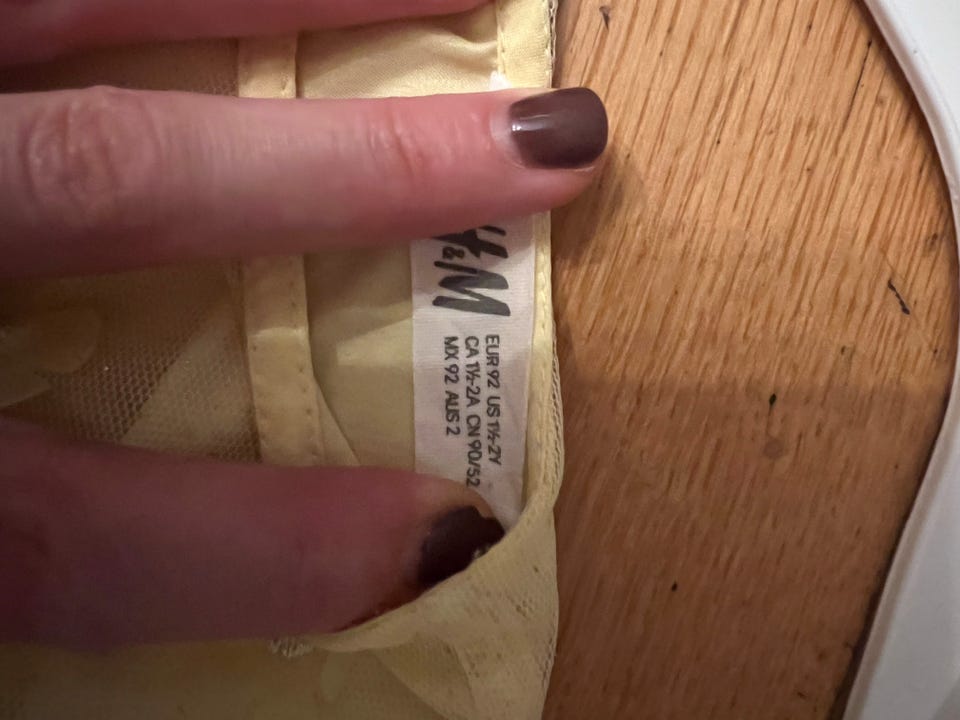 H&M
EUR 92 US 1½-2Y
CA 1½-2A CN 90/52
MX 92 AUS 2